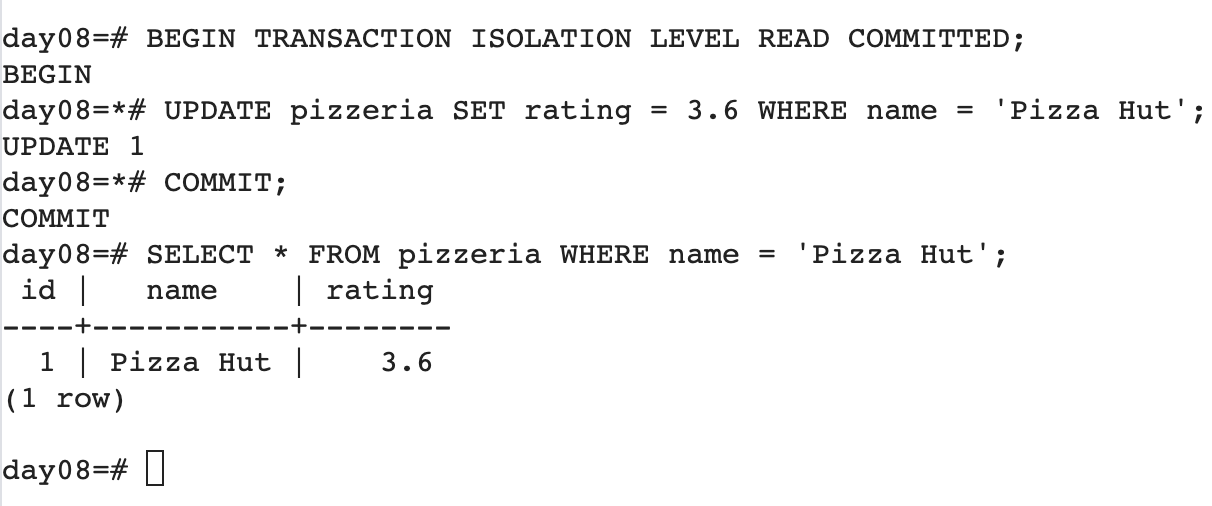 day08=# BEGIN TRANSACTION ISOLATION LEVEL READ COMMITTED;
BEGIN
day08=*# UPDATE pizzeria SET rating = 3.6 WHERE name = 'Pizza Hut';
UPDATE 1
day08=*# COMMIT;
COMMIT
day08=# SELECT * FROM pizzeria WHERE name = 'Pizza Hut';
 id |   name    | rating
----+-----------+--------
  1 | Pizza Hut |    3.6
(1 row)
day08=#